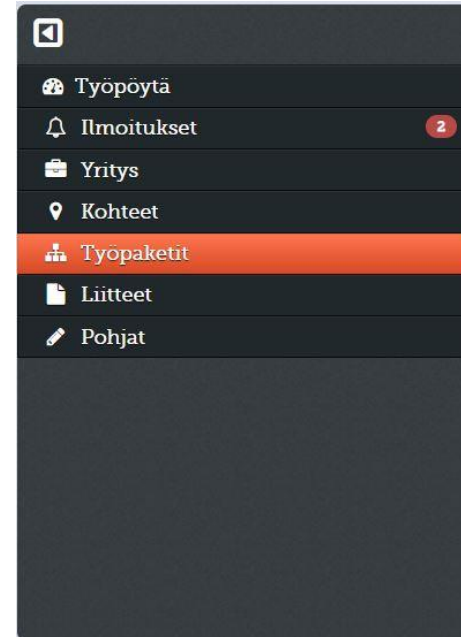 Työpöytä
Ilmoitukset 2
Yritys
Kohteet
Työpaketit
Liitteet
Pohjat